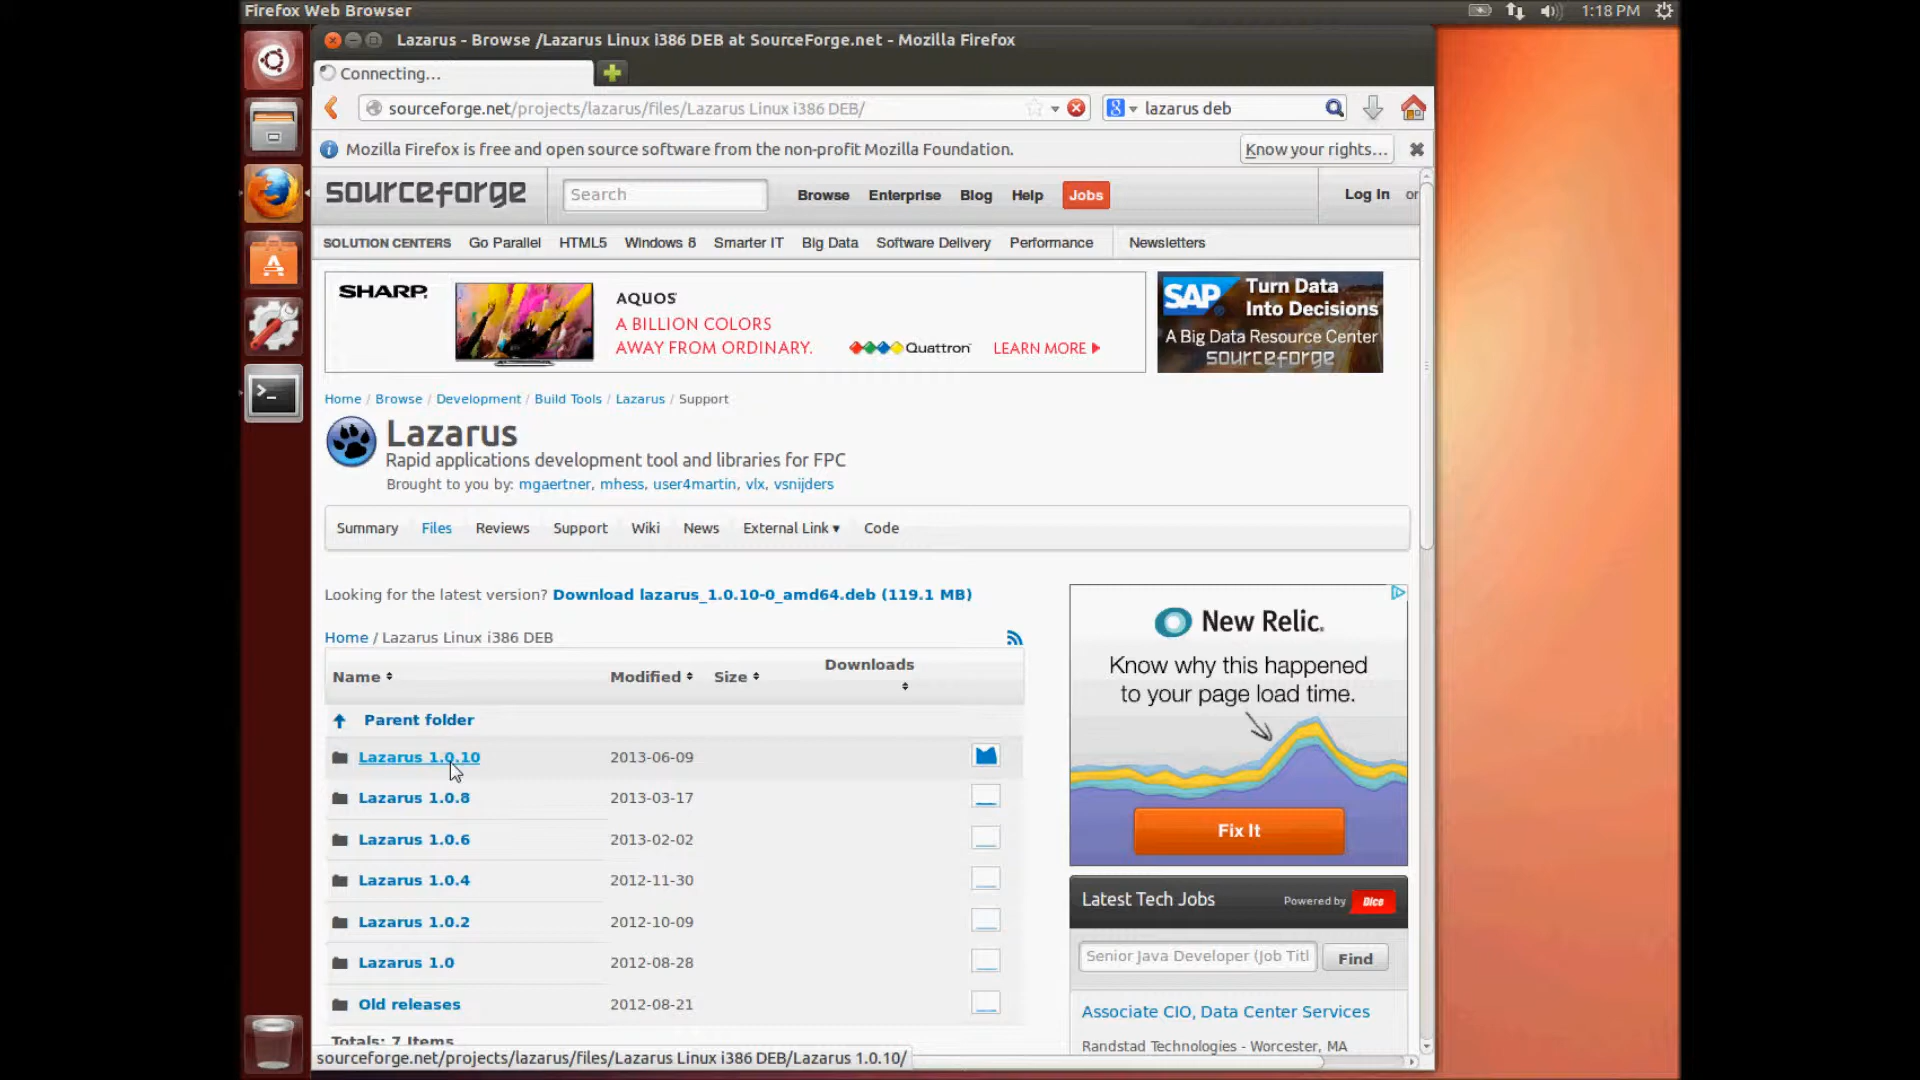 Firefox Web Browser
1:18 PM
Lazarus - Browse /Lazarus Linux i386 DEB at SourceForge.net - Mozilla Firefox
Connecting...
sourceforge.net/projects/lazarus/files/Lazarus Linux i386 DEB/
lazarus deb
Mozilla Firefox is free and open source software from the non-profit Mozilla Foundation.
Know your rights...
sourceforge
Search
Browse
Enterprise
Blog
Help
Jobs
Log In
or
SOLUTION CENTERS
Go Parallel
HTML5
Windows 8
Smarter IT
Big Data
Software Delivery
Performance
Newsletters
SHARP
AQUOS
A BILLION COLORS
AWAY FROM ORDINARY.
Quattron
LEARN MORE
SAP
Turn Data
Into Decisions
A Big Data Resource Center
sourceforge
Home / Browse / Development / Build Tools / Lazarus / Support
Lazarus
Rapid applications development tool and libraries for FPC
Brought to you by: mgaertner, mhess, user4martin, vlx, vsnijders
Summary
Files
Reviews
Support
Wiki
News
External Link
Code
Looking for the latest version? Download lazarus_1.0.10-0_amd64.deb (119.1 MB)
Home / Lazarus Linux i386 DEB
Name
Modified
Size
Downloads
Parent folder
Lazarus 1.0.10 2013-06-09
Lazarus 1.0.8 2013-03-17
Lazarus 1.0.6 2013-02-02
Lazarus 1.0.4 2012-11-30
Lazarus 1.0.2 2012-10-09
Lazarus 1.0 2012-08-28
Old releases 2012-08-21
Totals: 7 Items
New Relic.
Know why this happened
to your page load time.
Fix It
Latest Tech Jobs
Powered by
Dice
Senior Java Developer (Job Titl
Find
Associate CIO, Data Center Services
Randstad Technologies - Worcester, MA
sourceforge.net/projects/lazarus/files/Lazarus Linux i386 DEB/Lazarus 1.0.10/